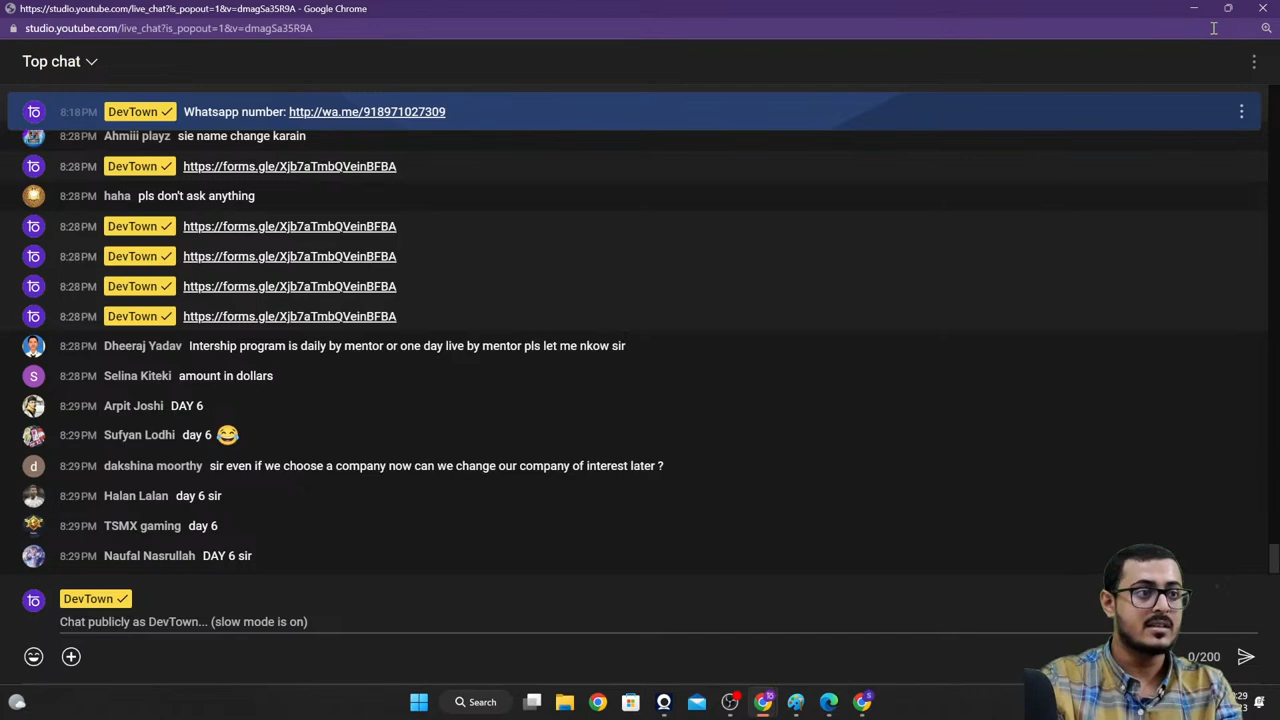 https://studio.youtube.com/live_chat?is_popout=1&v=dmagSa35R9A - Google Chrome
studio.youtube.com/live_chat?is_popout=1&v=dmagSa35R9A
Top chat
8:18 PM DevTown Whatsapp number: http://wa.me/918971027309
Ahmiii playz sie name change karain
8:28 PM DevTown https://forms.gle/Xjb7aTmbQVeinBFBA
haha pls don't ask anything
8:28 PM DevTown https://forms.gle/Xjb7aTmbQVeinBFBA
8:28 PM DevTown https://forms.gle/Xjb7aTmbQVeinBFBA
8:28 PM DevTown https://forms.gle/Xjb7aTmbQVeinBFBA
8:28 PM DevTown https://forms.gle/Xjb7aTmbQVeinBFBA
8:28 PM Dheeraj Yadav Intership program is daily by mentor or one day live by mentor pls let me nkow sir
8:28 PM Selina Kiteki amount in dollars
8:29 PM Arpit Joshi DAY 6
8:29 PM Sufyan Lodhi day 6 😂
8:29 PM dakshina moorthy sir even if we choose a company now can we change our company of interest later ?
8:29 PM Halan Lalan day 6 sir
8:29 PM TSMX gaming day 6
8:29 PM Naufal Nasrullah DAY 6 sir
DevTown
Chat publicly as DevTown... (slow mode is on)
0/200
Search